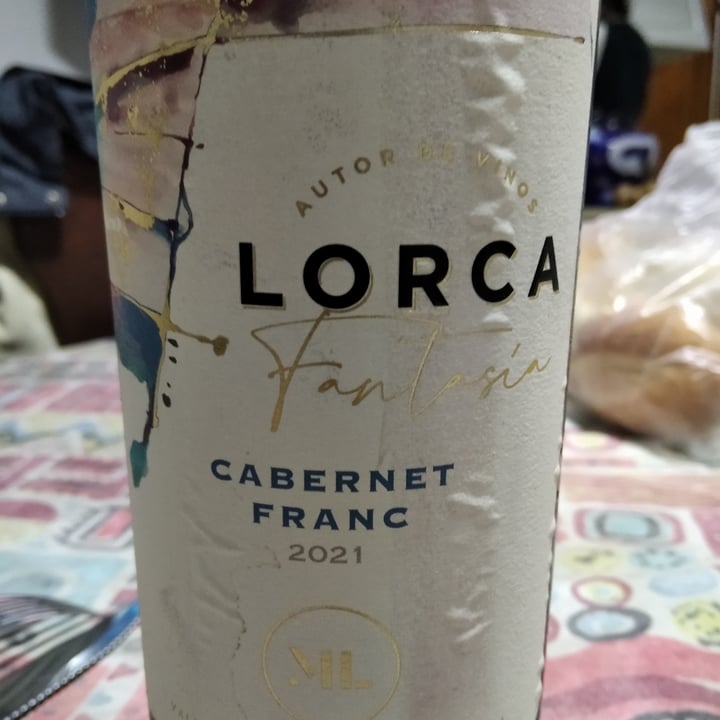 AUTOR DE VINOS
LORCA
Fantasía
CABERNET
FRANC
2021
ML